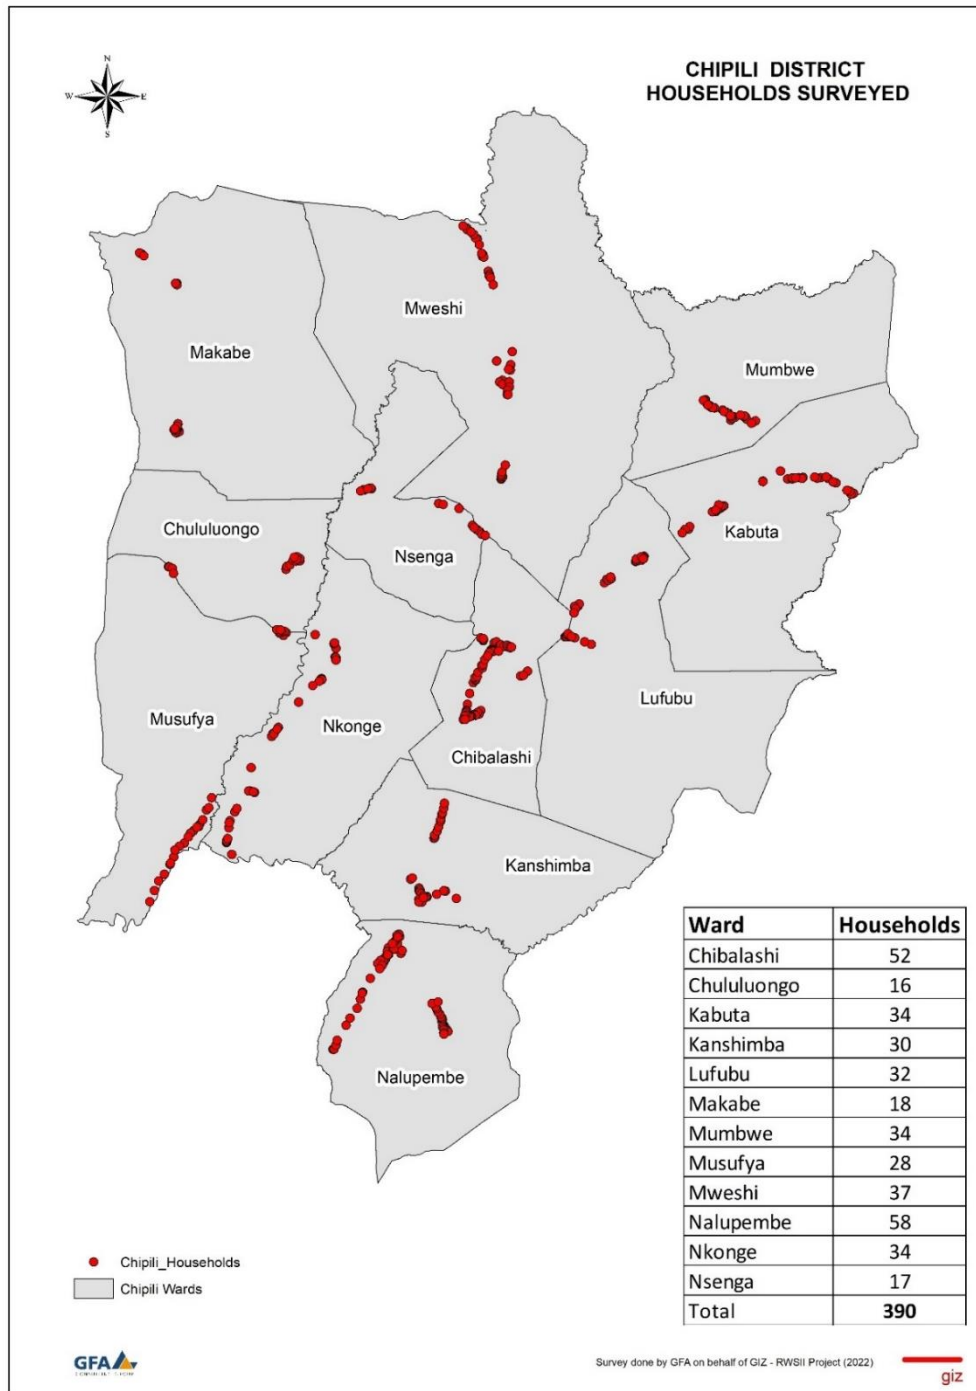 CHIPILI DISTRICT
HOUSEHOLDS SURVEYED
N
W
E
S
Mweshi
Makabe
Mumbwe
Chululuongo
Nsenga
Kabuta
Lufubu
Musufya
Nkonge
Chibalashi
Kanshimba
Nalupembe
Ward Households
Chibalashi 52
Chululuongo 16
Kabuta 34
Kanshimba 30
Lufubu 32
Makabe 18
Mumbwe 34
Musufya 28
Mweshi 37
Nalupembe 58
Nkonge 34
Nsenga 17
Total 390
Chipili_Households
Chipili Wards
GFA
Survey done by GFA on behalf of GIZ - RWSII Project (2022)
giz